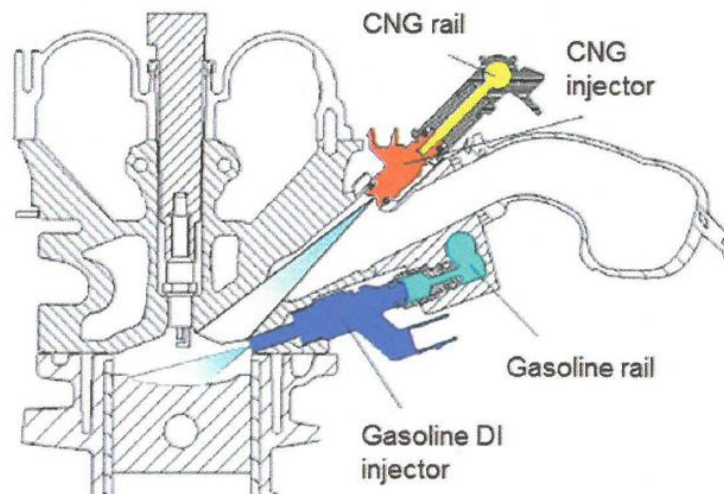 CNG rail
CNG
injector
Gasoline rail
Gasoline DI
injector